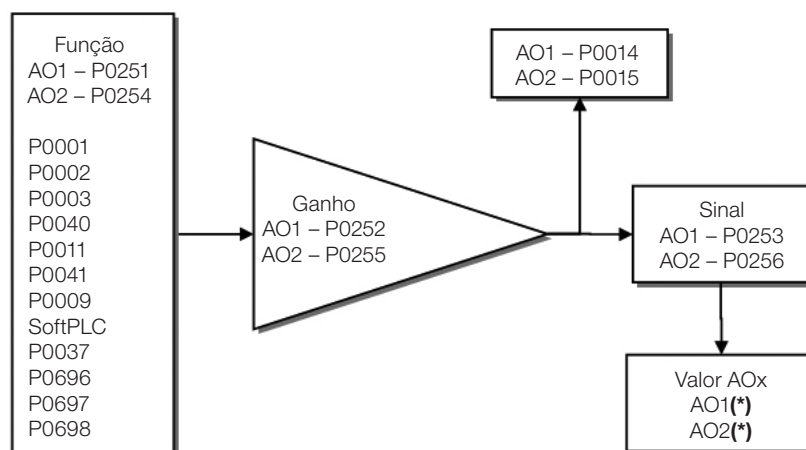 Função
AO1 – P0251
AO2 – P0254
P0001
P0002
P0003
P0040
P0011
P0041
P0009
SoftPLC
P0037
P0696
P0697
P0698
Ganho
AO1 – P0252
AO2 – P0255
AO1 – P0014
AO2 – P0015
Sinal
AO1 – P0253
AO2 – P0256
Valor AOx
AO1(*)
AO2(*)